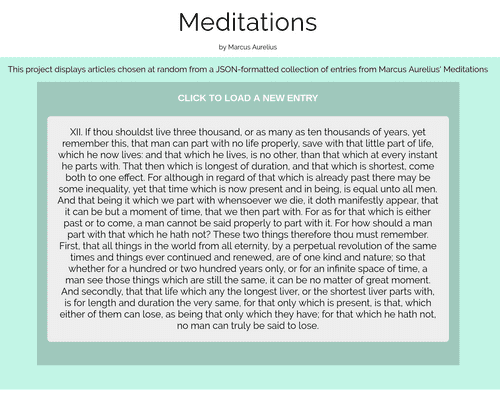 Meditations
by Marcus Aurelius
This project displays articles chosen at random from a JSON-formatted collection of entries from Marcus Aurelius' Meditations
CLICK TO LOAD A NEW ENTRY
XII. If thou shouldst live three thousand, or as many as ten thousands of years, yet
remember this, that man can part with no life properly, save with that little part of life,
which he now lives: and that which he lives, is no other, than that which at every instant
he parts with. That then which is longest of duration, and that which is shortest, come
both to one effect. For although in regard of that which is already past there may be
some inequality, yet that time which is now present and in being, is equal unto all men.
And that being it which we part with whensoever we die, it doth manifestly appear, that
it can be but a moment of time, that we then part with. For as for that which is either
past or to come, a man cannot be said properly to part with it. For how should a man
part with that which he hath not? These two things therefore thou must remember.
First, that all things in the world from all eternity, by a perpetual revolution of the same
times and things ever continued and renewed, are of one kind and nature; so that
whether for a hundred or two hundred years only, or for an infinite space of time, a
man see those things which are still the same, it can be no matter of great moment.
And secondly, that that life which any the longest liver, or the shortest liver parts with,
is for length and duration the very same, for that only which is present, is that, which
either of them can lose, as being that only which they have; for that which he hath not,
no man can truly be said to lose.